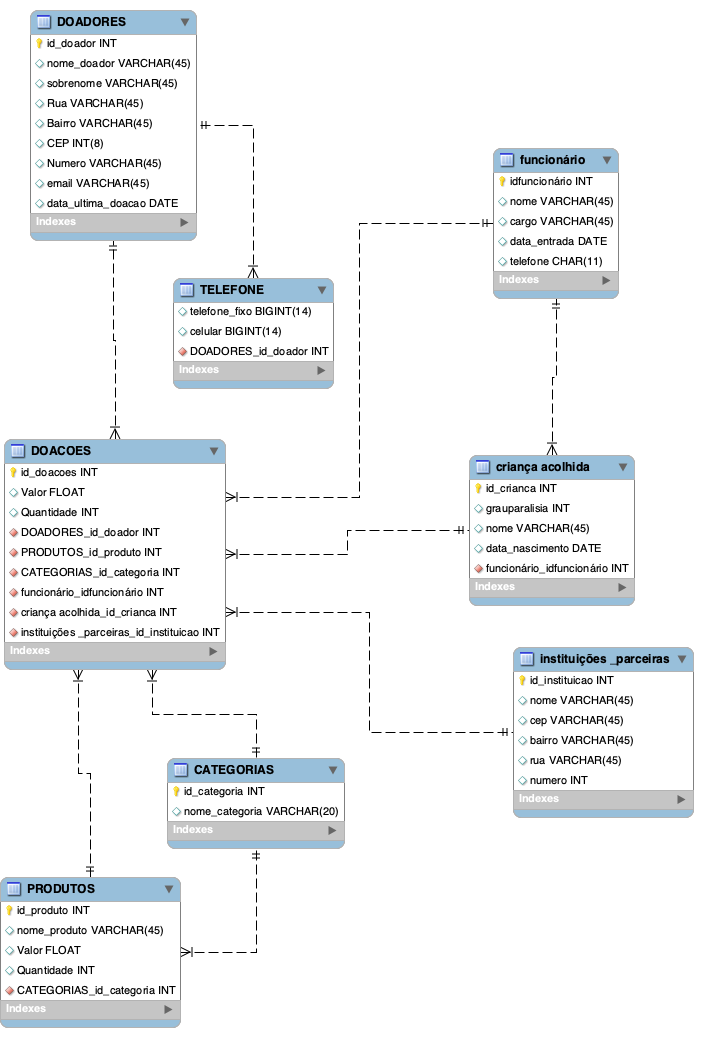 DOADORES
id_doador INT
nome_doador VARCHAR(45)
sobrenome VARCHAR(45)
Rua VARCHAR(45)
Bairro VARCHAR(45)
CEP INT(8)
Numero VARCHAR(45)
email VARCHAR(45)
data_ultima_doacao DATE
Indexes
funcionário
idfuncionário INT
nome VARCHAR(45)
cargo VARCHAR(45)
data_entrada DATE
telefone CHAR(11)
Indexes
TELEFONE
telefone_fixo BIGINT(14)
celular BIGINT(14)
DOADORES_id_doador INT
Indexes
DOACOES
id_doacoes INT
Valor FLOAT
Quantidade INT
DOADORES_id_doador INT
PRODUTOS_id_produto INT
CATEGORIAS_id_categoria INT
funcionário_idfuncionário INT
criança acolhida_id_crianca INT
instituições _parceiras_id_instituicao INT
Indexes
criança acolhida
id_crianca INT
grauparalisia INT
nome VARCHAR(45)
data_nascimento DATE
funcionário_idfuncionário INT
Indexes
instituições _parceiras
id_instituicao INT
nome VARCHAR(45)
cep VARCHAR(45)
bairro VARCHAR(45)
rua VARCHAR(45)
numero INT
Indexes
CATEGORIAS
id_categoria INT
nome_categoria VARCHAR(20)
Indexes
PRODUTOS
id_produto INT
nome_produto VARCHAR(45)
Valor FLOAT
Quantidade INT
CATEGORIAS_id_categoria INT
Indexes